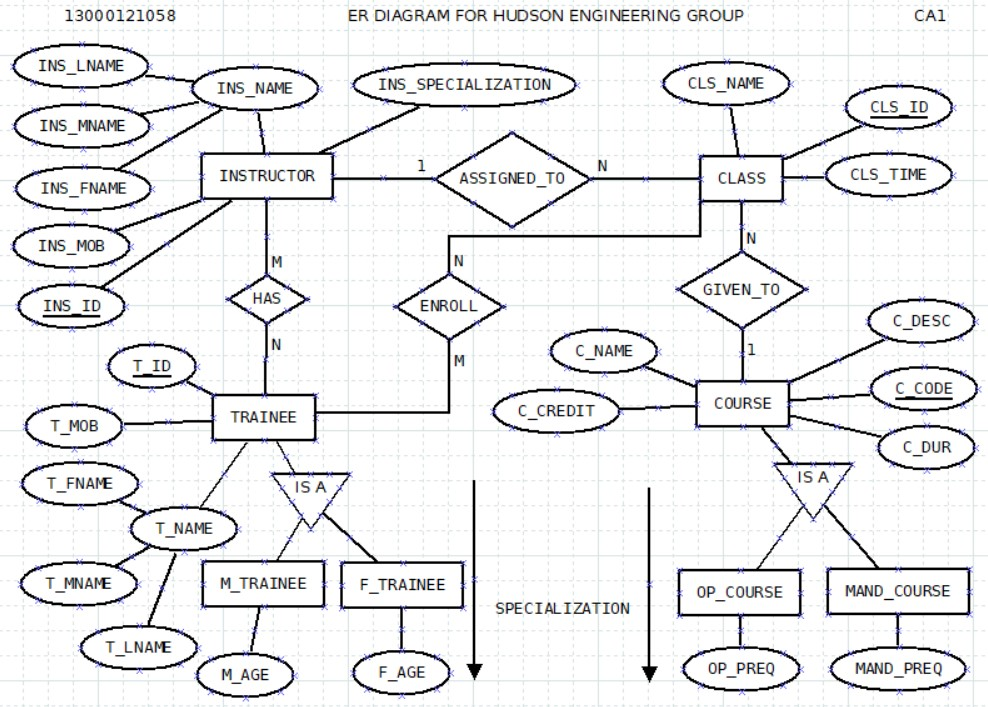 13000121058
ER DIAGRAM FOR HUDSON ENGINEERING GROUP
CA1
INS_LNAME
INS_NAME
INS_SPECIALIZATION
CLS_NAME
CLS_ID
INS_MNAME
INS_FNAME
INSTRUCTOR
1
ASSIGNED_TO
N
CLASS
CLS_TIME
INS_MOB
INS_ID
M
HAS
N
N
ENROLL
M
N
GIVEN_TO
1
C_DESC
C_NAME
C_CODE
C_CREDIT
COURSE
C_DUR
T_ID
T_MOB
TRAINEE
T_FNAME
IS A
IS A
T_NAME
T_MNAME
M_TRAINEE
F_TRAINEE
SPECIALIZATION
OP_COURSE
MAND_COURSE
T_LNAME
M_AGE
F_AGE
OP_PREQ
MAND_PREQ